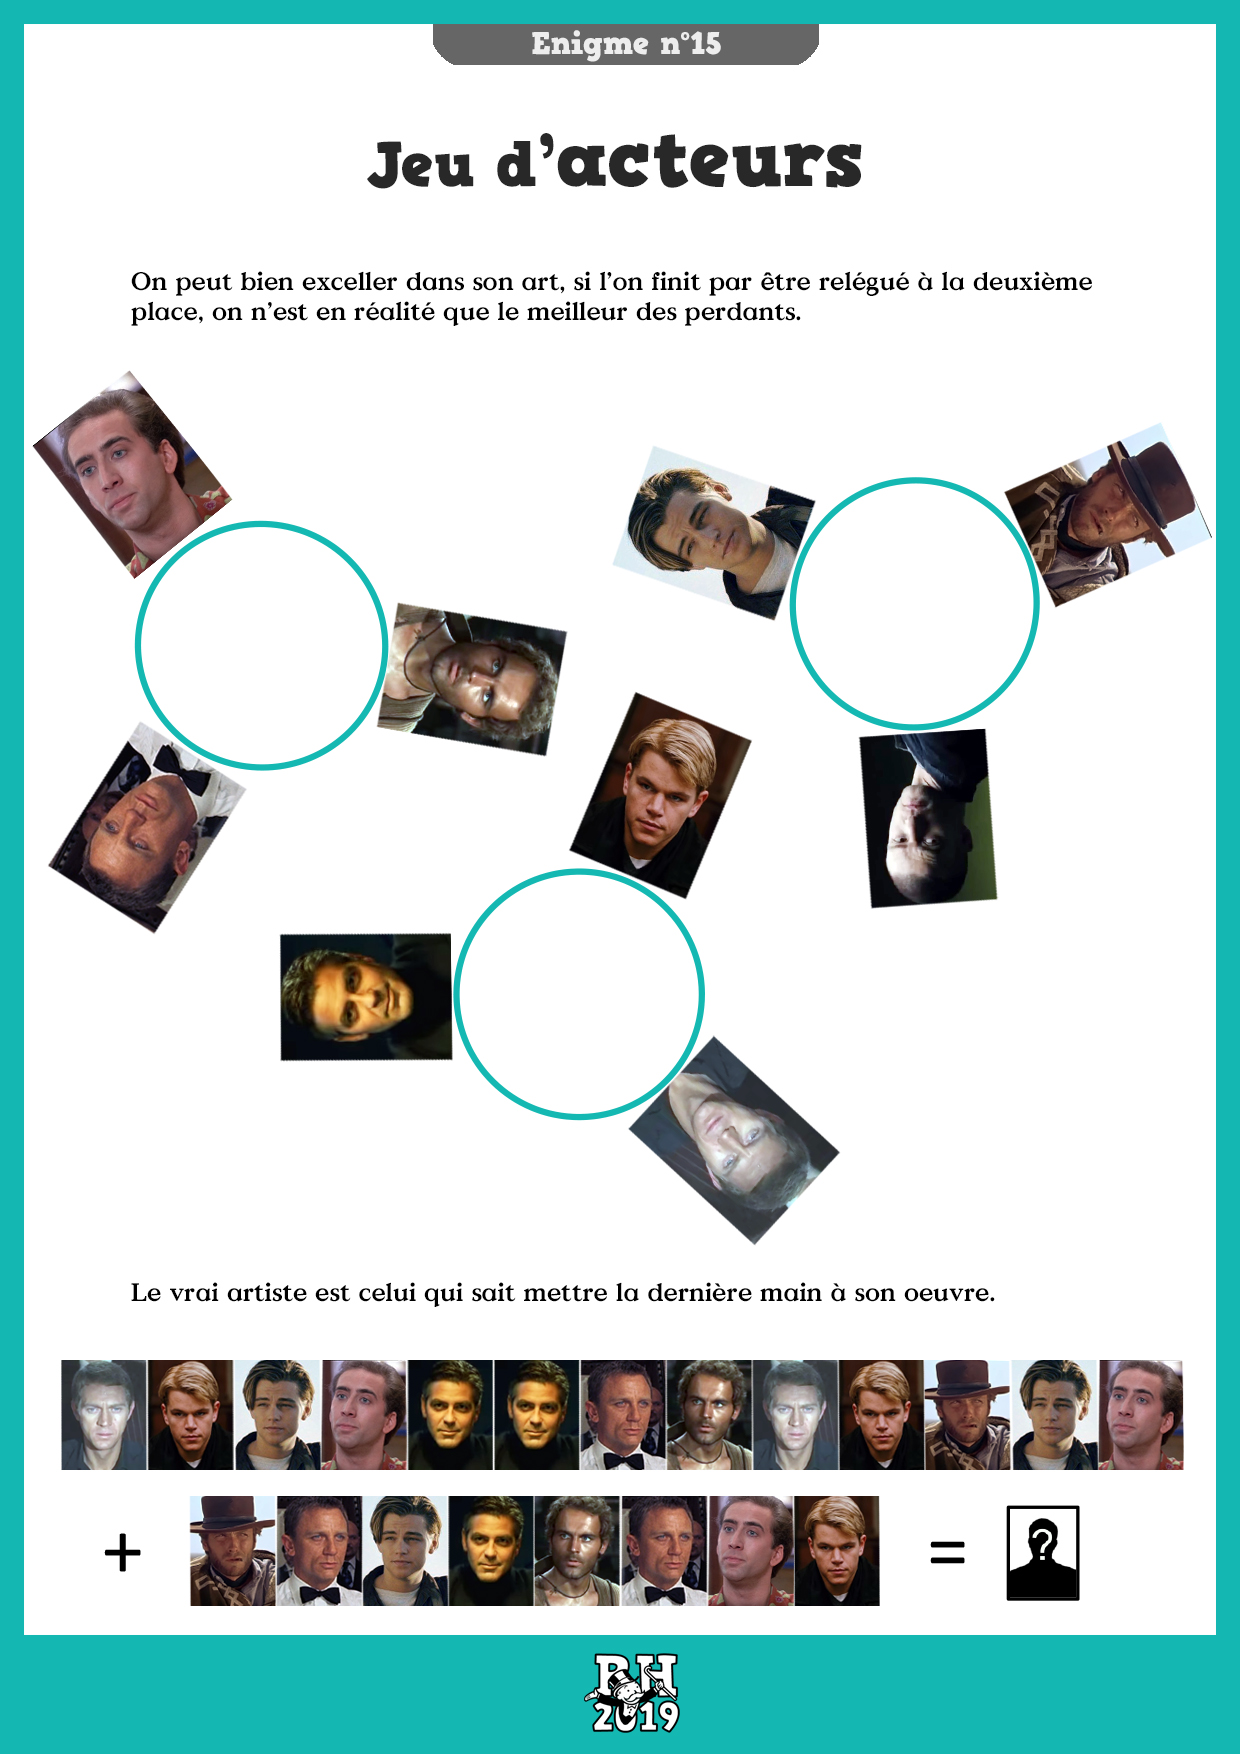 Enigme n°15
Jeu d'acteurs
On peut bien exceller dans son art, si l'on finit par être relégué à la deuxième
place, on n'est en réalité que le meilleur des perdants.
Le vrai artiste est celui qui sait mettre la dernière main à son oeuvre.
+
=
?
RH
2019